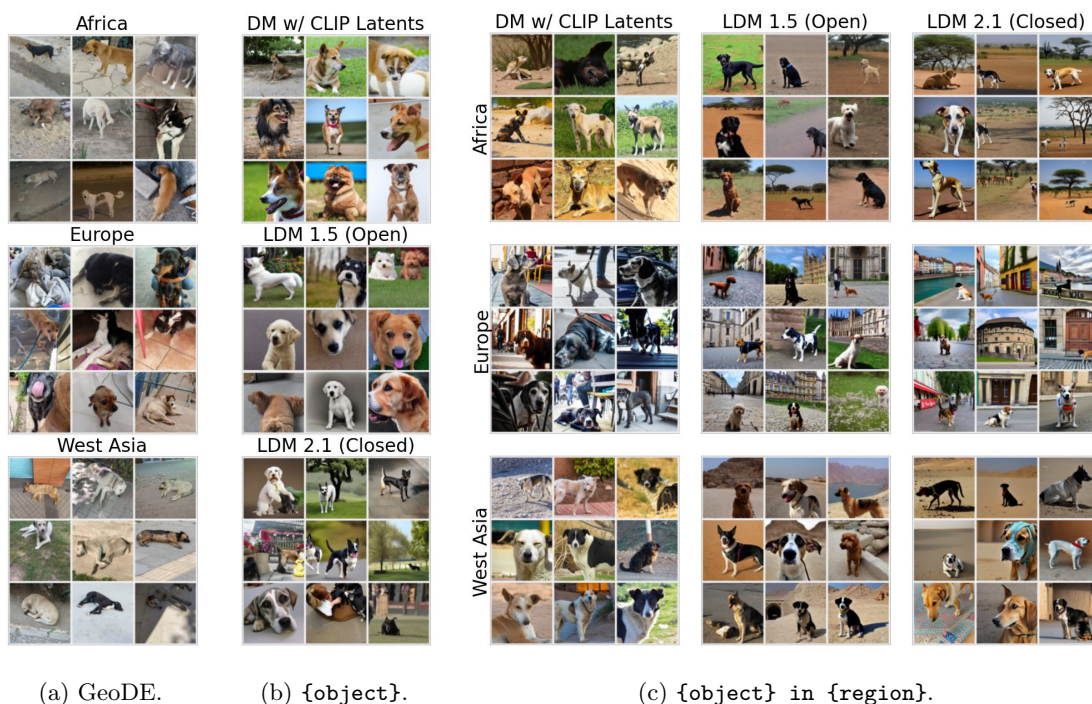 Africa
DM w/ CLIP Latents
DM w/ CLIP Latents
LDM 1.5 (Open)
LDM 2.1 (Closed)
Africa
Europe
LDM 1.5 (Open)
Europe
West Asia
LDM 2.1 (Closed)
West Asia
(a) GeoDE.
(b) {object}.
(c) {object} in {region}.